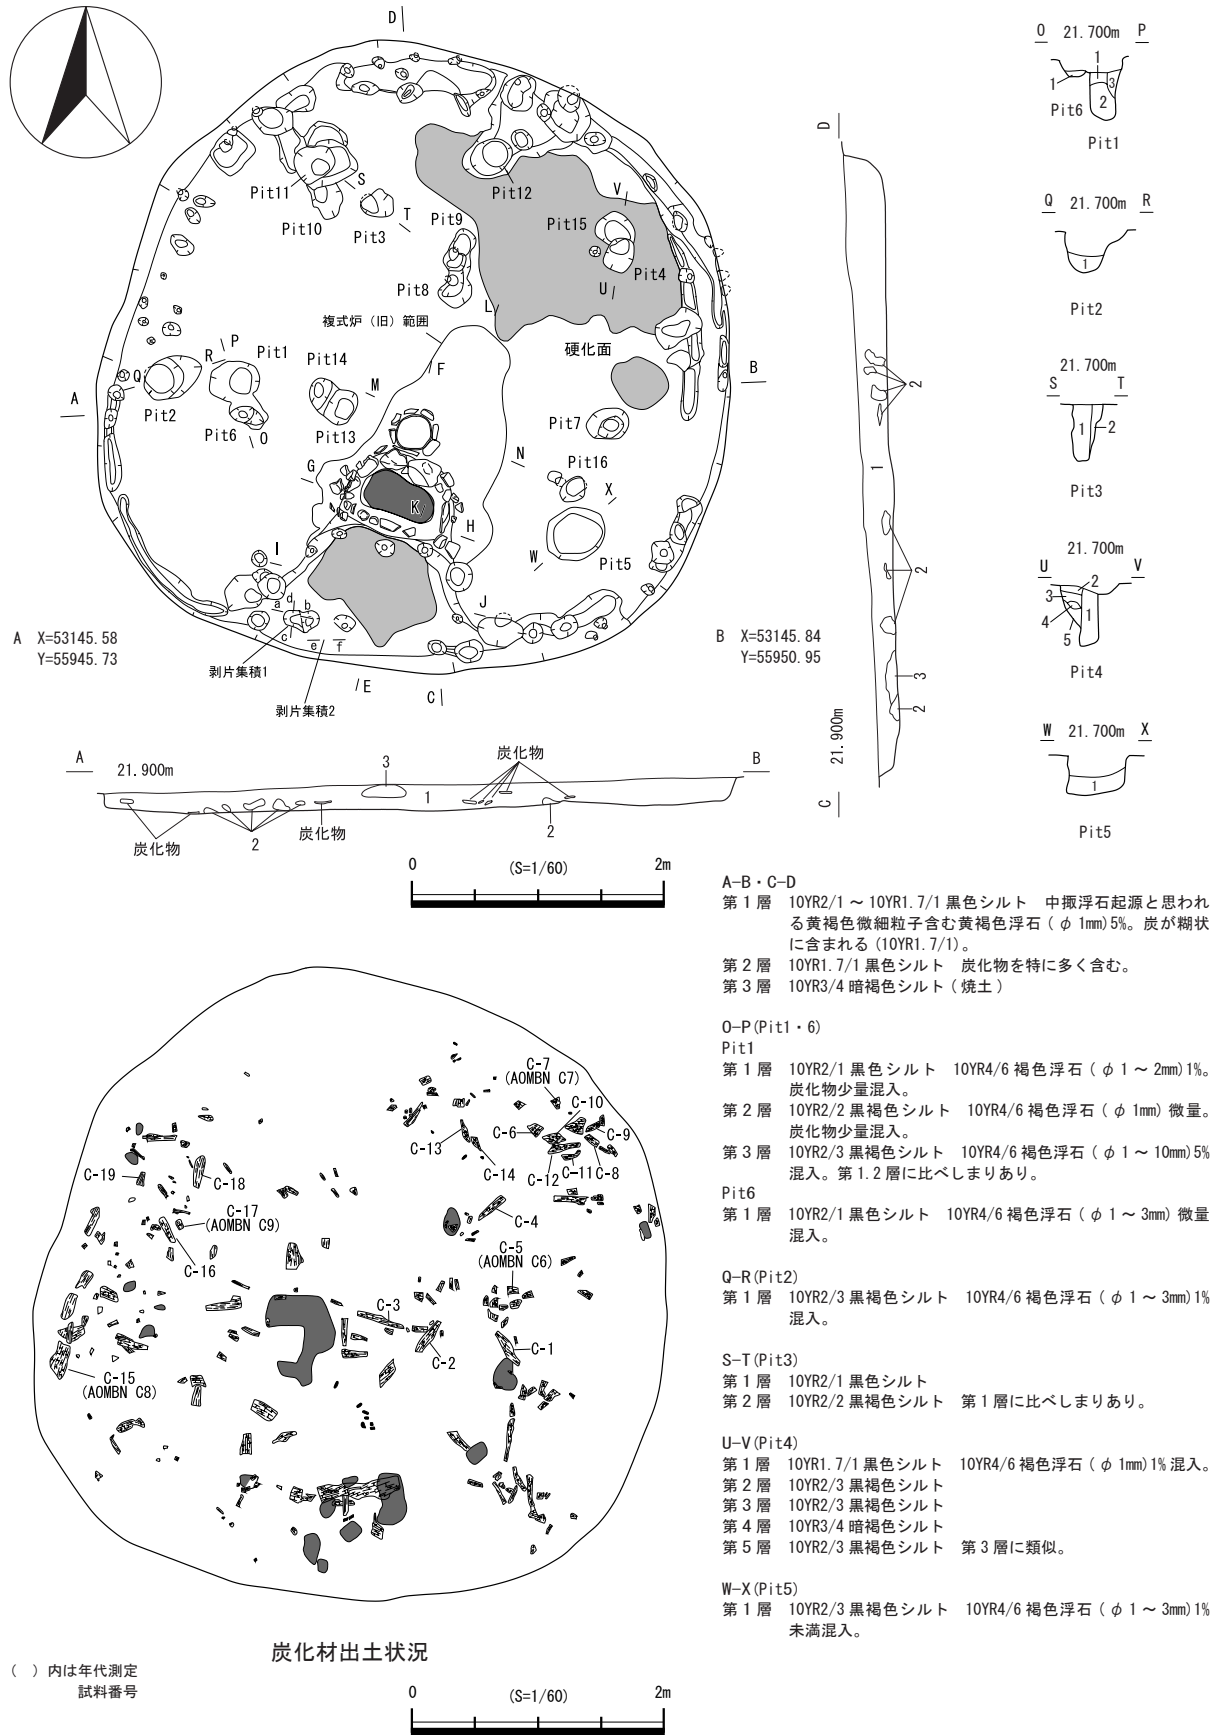 D
O 21.700m P
1
3
1
2
Pit6
Pit1
D
Q 21.700m R
1
Pit2
21.700m
S T
1
2
Pit3
21.700m
U V
2
3
1
4
5
Pit4
W 21.700m X
1
Pit5
Pit11
S
Pit10
Pit3
T
Pit12
Pit9
V
Pit15
Pit8
Pit4
U
L
複式炉（旧）範囲
硬化面
R
P
Pit1
Pit14
F
B
Q
M
A
Pit2
Pit6
O
Pit13
Pit7
G
N
Pit16
K
X
H
W
Pit5
I
a
d
b
c
e
f
J
剥片集積1
剥片集積2
E
C
A X=53145.58
Y=55945.73
B X=53145.84
Y=55950.95
2
1
2
3
2
21.900m
C
A
21.900m
3
1
炭化物
B
炭化物
2
炭化物
2
0 (S=1/60) 2m
A-B・C-D
第1層 10YR2/1 ～ 10YR1.7/1 黒色シルト 中掫浮石起源と思われ
る黄褐色微細粒子含む黄褐色浮石（φ 1mm)5%。炭が糊状
に含まれる (10YR1.7/1)。
第2層 10YR1.7/1 黒色シルト 炭化物を特に多く含む。
第3層 10YR3/4 暗褐色シルト（焼土）
O-P(Pit1・6)
Pit1
第1層 10YR2/1 黒色シルト 10YR4/6 褐色浮石（φ 1 ～ 2mm)1%。
炭化物少量混入。
第2層 10YR2/2 黒褐色シルト 10YR4/6 褐色浮石（φ 1mm) 微量。
炭化物少量混入。
第3層 10YR2/3 黒褐色シルト 10YR4/6 褐色浮石（φ 1 ～ 10mm)5%
混入。第1.2層に比べしまりあり。
Pit6
第1層 10YR2/1 黒色シルト 10YR4/6 褐色浮石（φ 1 ～ 3mm) 微量
混入。
Q-R(Pit2)
第1層 10YR2/3 黒褐色シルト 10YR4/6 褐色浮石（φ 1 ～ 3mm)1%
混入。
S-T(Pit3)
第1層 10YR2/1 黒色シルト
第2層 10YR2/2 黒褐色シルト 第1層に比べしまりあり。
U-V(Pit4)
第1層 10YR1.7/1 黒色シルト 10YR4/6 褐色浮石（φ 1mm)1% 混入。
第2層 10YR2/3 黒褐色シルト
第3層 10YR2/3 黒褐色シルト
第4層 10YR3/4 暗褐色シルト
第5層 10YR2/3 黒褐色シルト 第3層に類似。
W-X(Pit5)
第1層 10YR2/3 黒褐色シルト 10YR4/6 褐色浮石（φ 1 ～ 3mm)1%
未満混入。
C-7
(AOMBN C7)
C-10
C-6
C-9
C-13
C-14
C-12
C-11
C-8
C-19
C-18
C-17
(AOMBN C9)
C-4
C-16
C-5
(AOMBN C6)
C-3
C-2
C-1
C-15
(AOMBN C8)
炭化材出土状況
（ ）内は年代測定
試料番号
0 (S=1/60) 2m